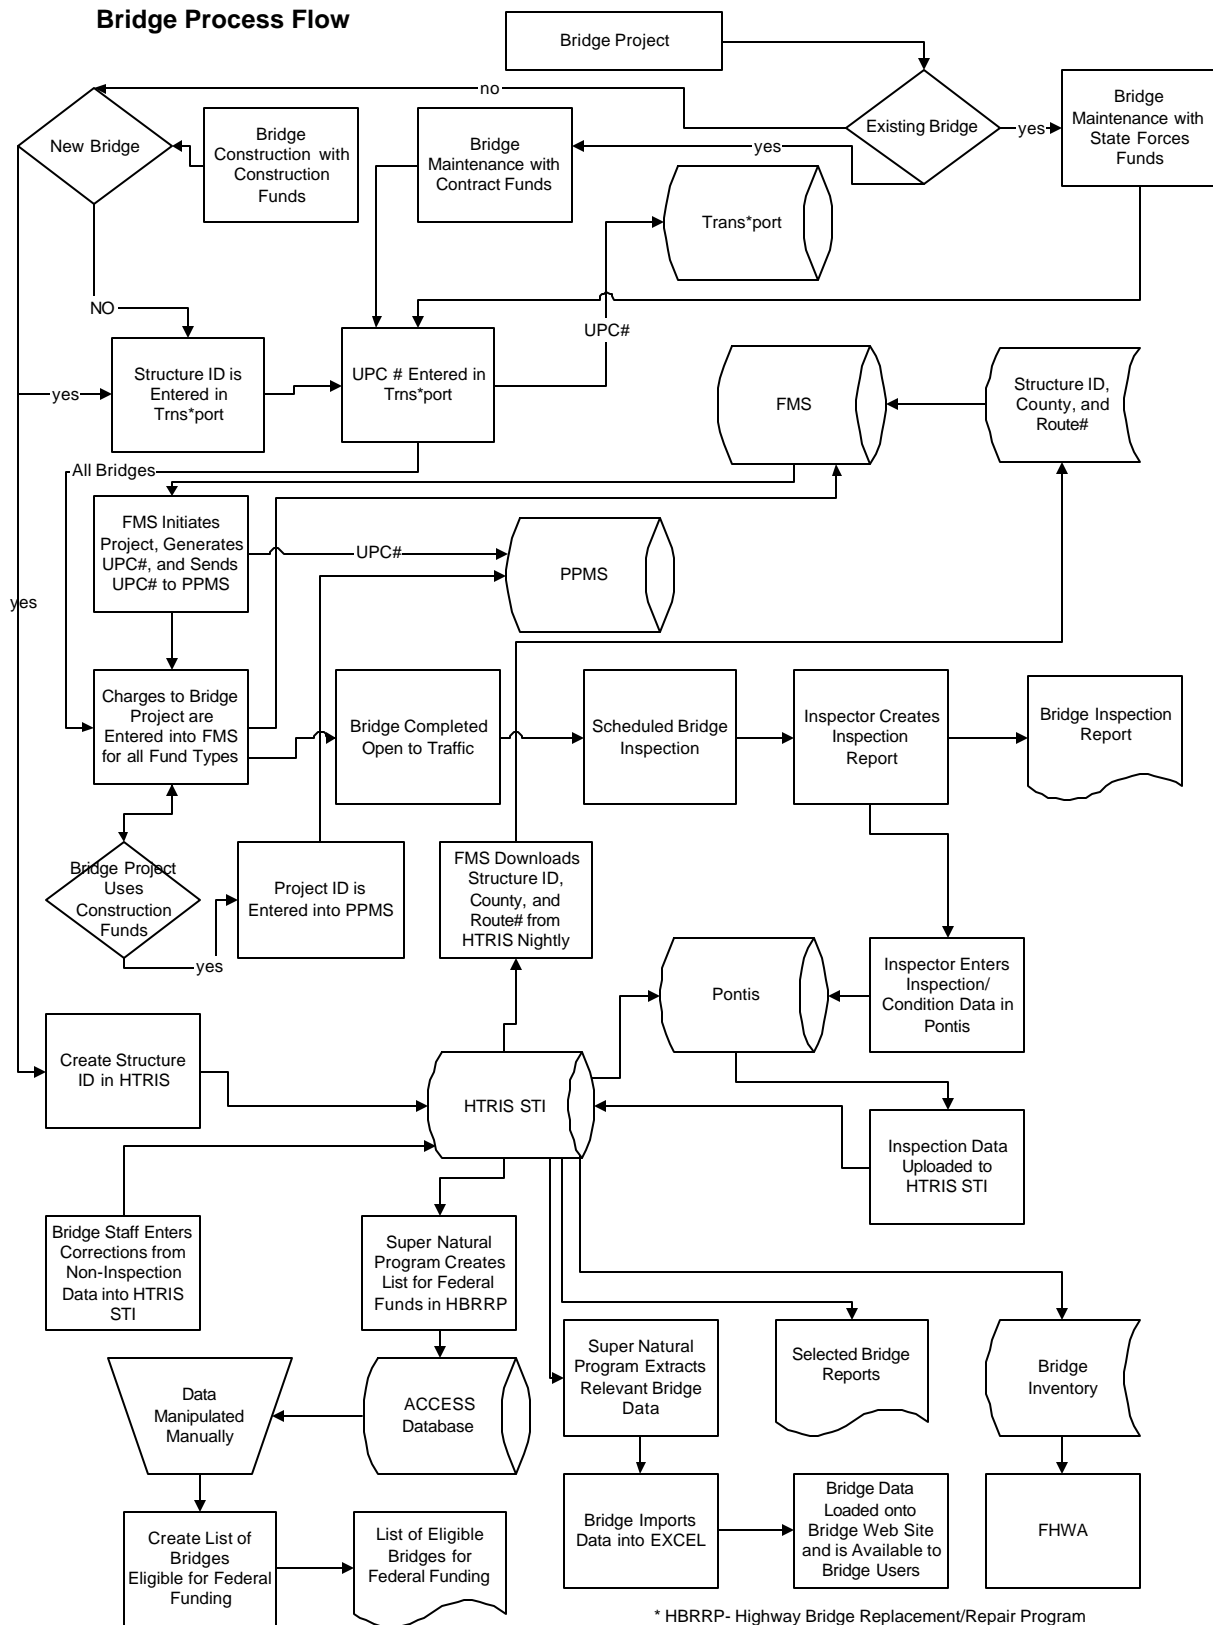 Bridge Process Flow
Bridge Project
no
Existing Bridge
yes
Bridge
Maintenance with
State Forces
Funds
New Bridge
Bridge
Construction with
Construction
Funds
Bridge
Maintenance with
Contract Funds
yes
Trans*port
NO
UPC#
yes
Structure ID is
Entered in
Trns*port
UPC # Entered in
Trns*port
FMS
Structure ID,
County, and
Route#
All Bridges
FMS Initiates
Project, Generates
UPC#, and Sends
UPC# to PPMS
UPC#
PPMS
yes
Charges to Bridge
Project are
Entered into FMS
for all Fund Types
Bridge Completed
Open to Traffic
Scheduled Bridge
Inspection
Inspector Creates
Inspection
Report
Bridge Inspection
Report
Bridge Project
Uses
Construction
Funds
yes
Project ID is
Entered into PPMS
FMS Downloads
Structure ID,
County, and
Route# from
HTRIS Nightly
Pontis
Inspector Enters
Inspection/
Condition Data in
Pontis
Create Structure
ID in HTRIS
HTRIS STI
Inspection Data
Uploaded to
HTRIS STI
Bridge Staff Enters
Corrections from
Non-Inspection
Data into HTRIS
STI
Super Natural
Program Creates
List for Federal
Funds in HBRRP
Super Natural
Program Extracts
Relevant Bridge
Data
Selected Bridge
Reports
Bridge
Inventory
Data
Manipulated
Manually
ACCESS
Database
Create List of
Bridges
Eligible for Federal
Funding
List of Eligible
Bridges for
Federal Funding
Bridge Imports
Data into EXCEL
Bridge Data
Loaded onto
Bridge Web Site
and is Available to
Bridge Users
FHWA
* HBRRP- Highway Bridge Replacement/Repair Program